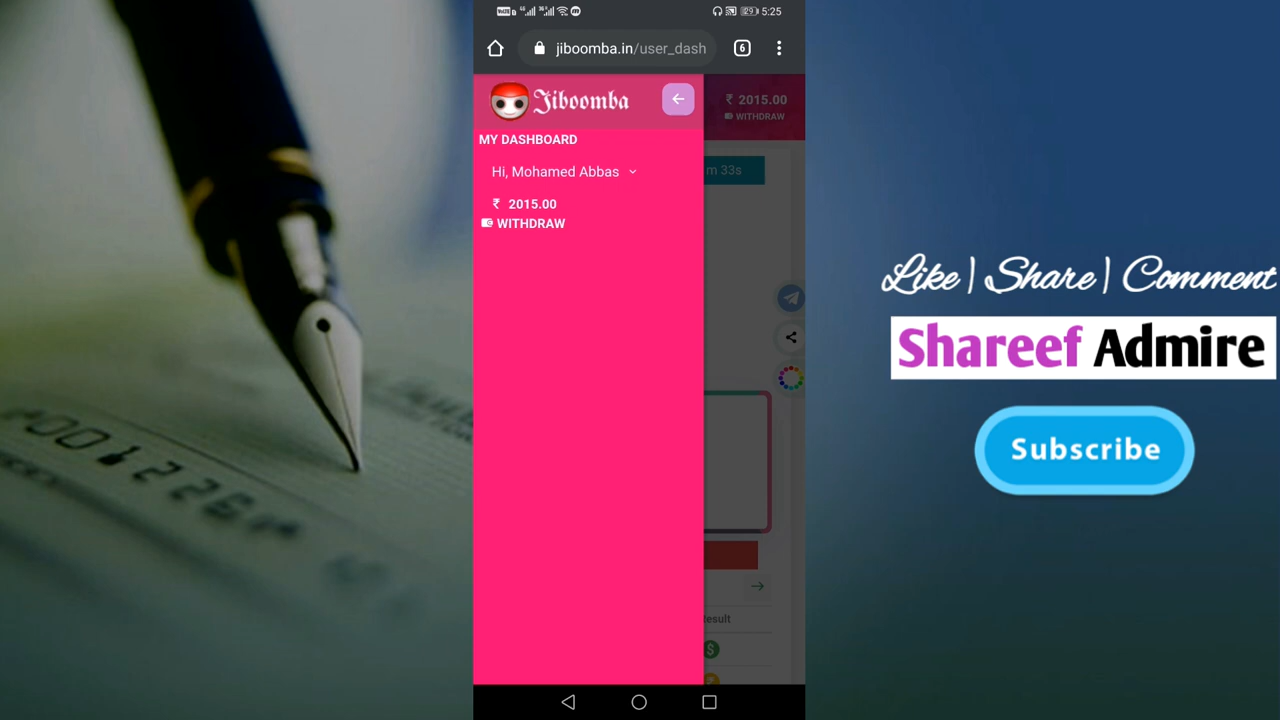 5:25
jiboomba.in/user_dash
6
Jiboomba
₹ 2015.00
WITHDRAW
MY DASHBOARD
Hi, Mohamed Abbas
m 33s
₹ 2015.00
WITHDRAW
Like | Share | Comment
Shareef Admire
Subscribe
esult